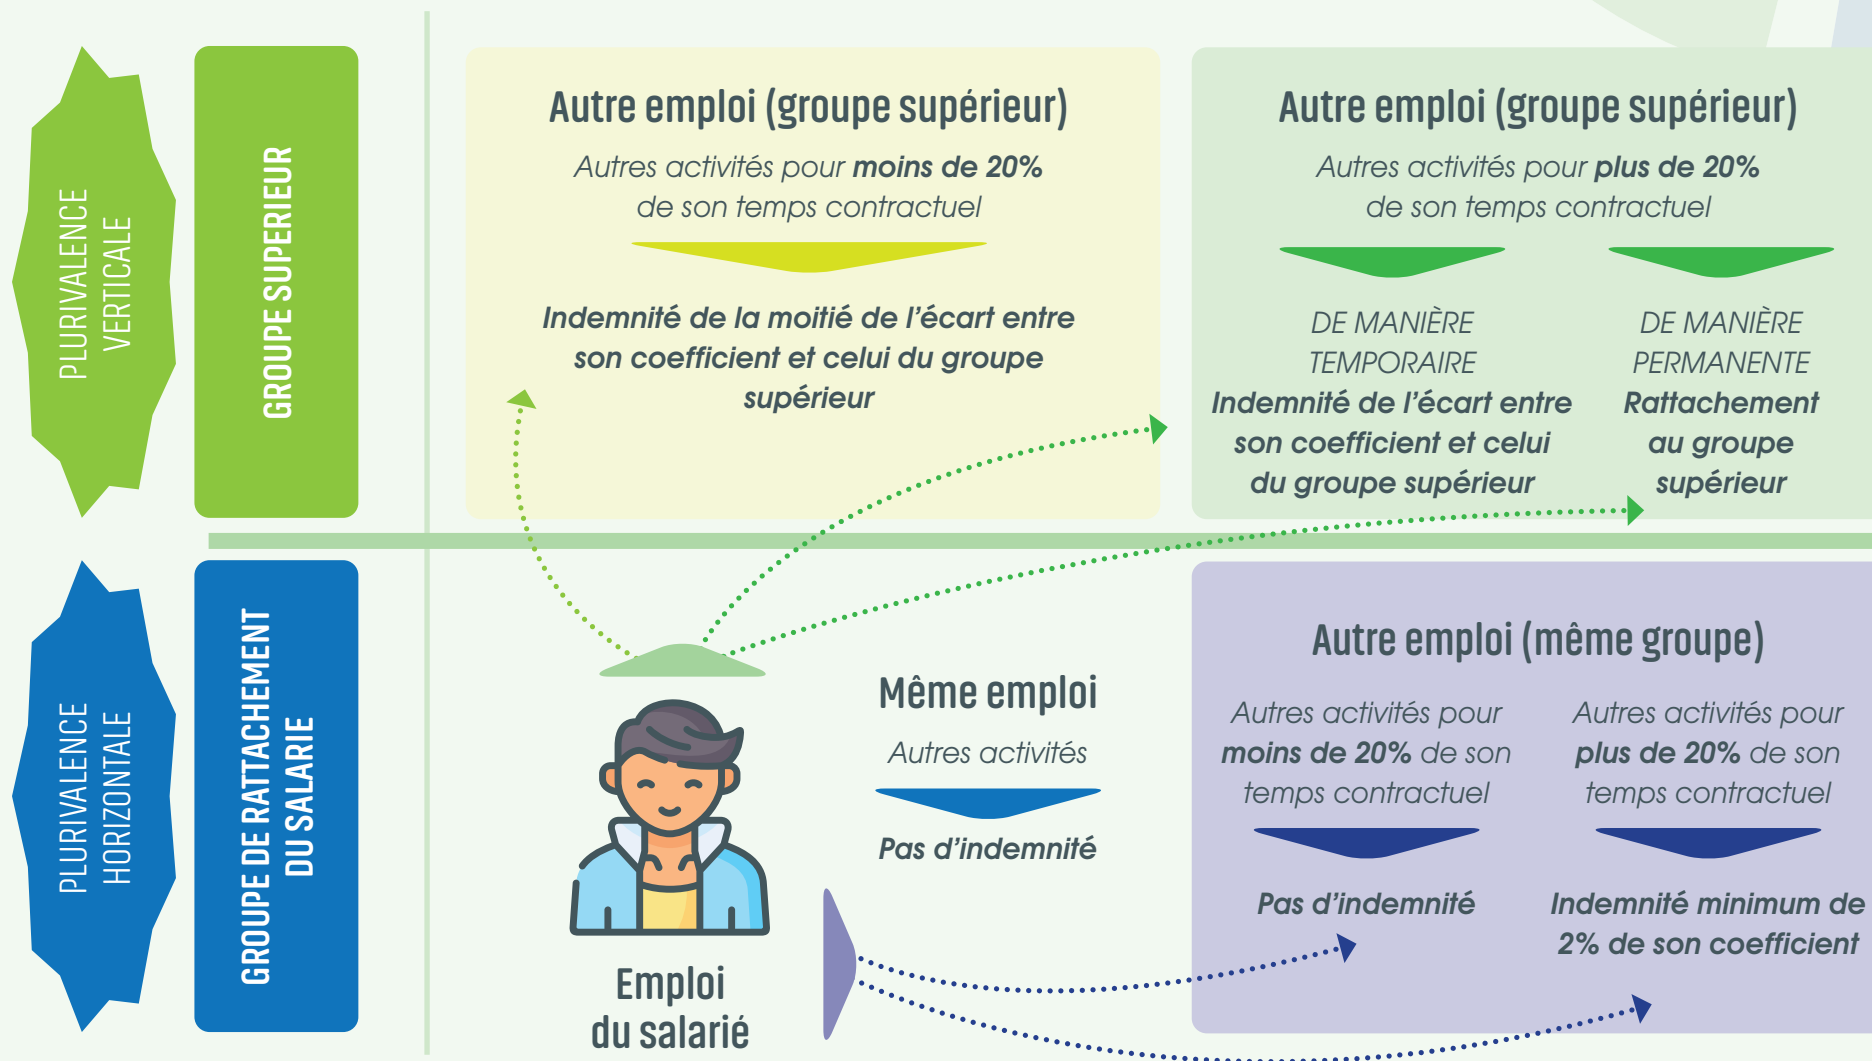 PLURIVALENCE
VERTICALE
GROUPE SUPERIEUR
Autre emploi (groupe supérieur)
Autres activités pour moins de 20%
de son temps contractuel
Indemnité de la moitié de l’écart entre
son coefficient et celui du groupe
supérieur
Autre emploi (groupe supérieur)
Autres activités pour plus de 20%
de son temps contractuel
DE MANIÈRE
TEMPORAIRE
Indemnité de l’écart entre
son coefficient et celui
du groupe supérieur
DE MANIÈRE
PERMANENTE
Rattachement
au groupe
supérieur
PLURIVALENCE
HORIZONTALE
GROUPE DE RATTACHEMENT
DU SALARIE
Emploi
du salarié
Même emploi
Autres activités
Pas d’indemnité
Autre emploi (même groupe)
Autres activités pour
moins de 20% de son
temps contractuel
Pas d’indemnité
Autres activités pour
plus de 20% de son
temps contractuel
Indemnité minimum de
2% de son coefficient